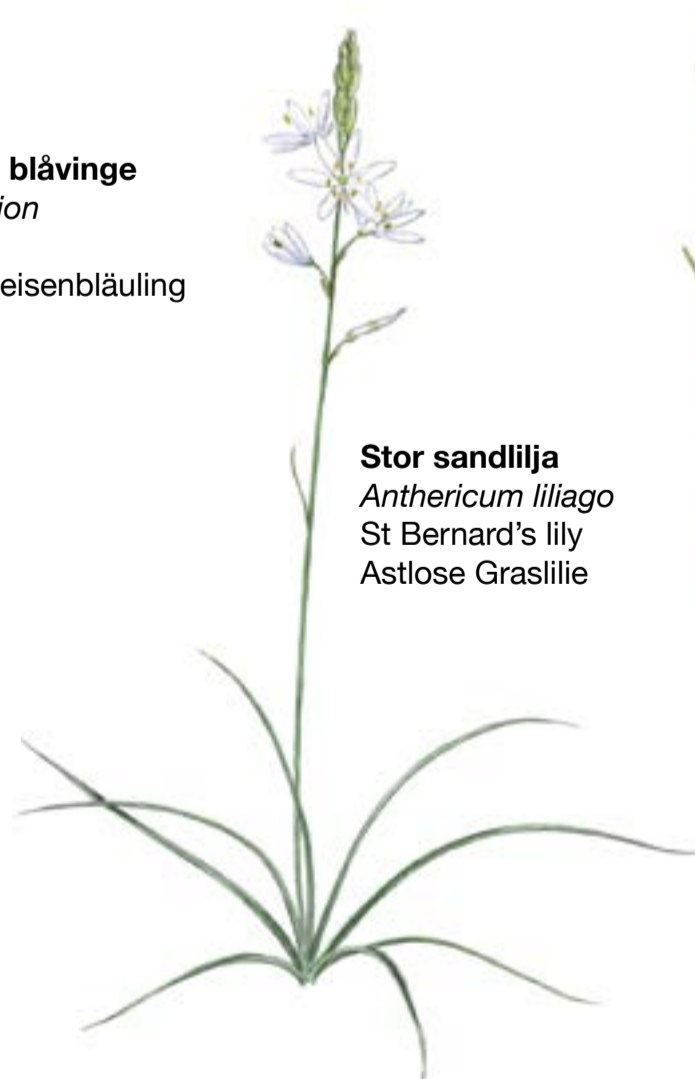 blåvinge
ion
eisenbläuling
Stor sandlilja
Anthericum liliago
St Bernard’s lily
Astlose Graslilie